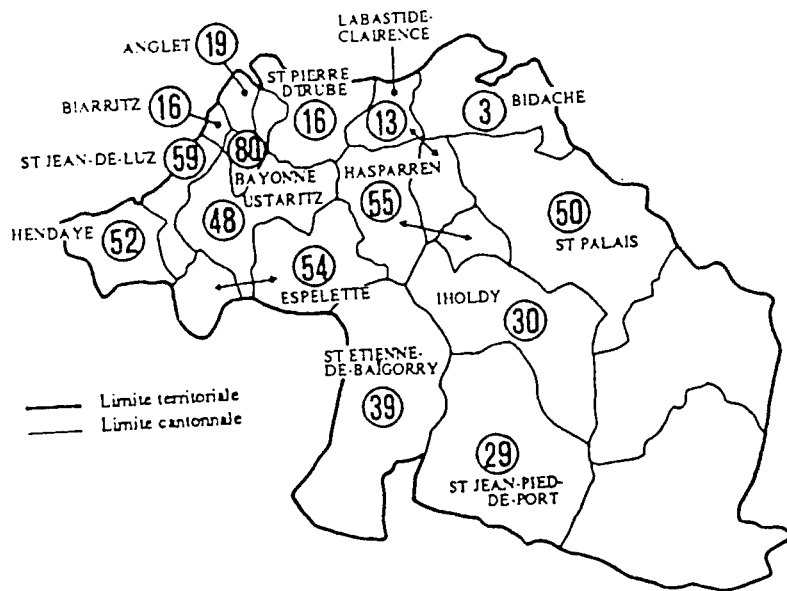 LABASTIDE-
CLAIRENCE
ANGLET 19
ST PIERRE
D'IRUBE
16
BIARRITZ 16
13
3
BIDACHE
ST JEAN-DE-LUZ 59
80
BAYONNE
HASPARREN
55
USTARITZ
48
50
ST PALAIS
HENDAYE 52
54
ESPELETTE
IHOLDY
30
ST ETIENNE-
DE-BAÏGORRY
39
Limite territoriale
Limite cantonnale
29
ST JEAN-PIED-
DE-PORT